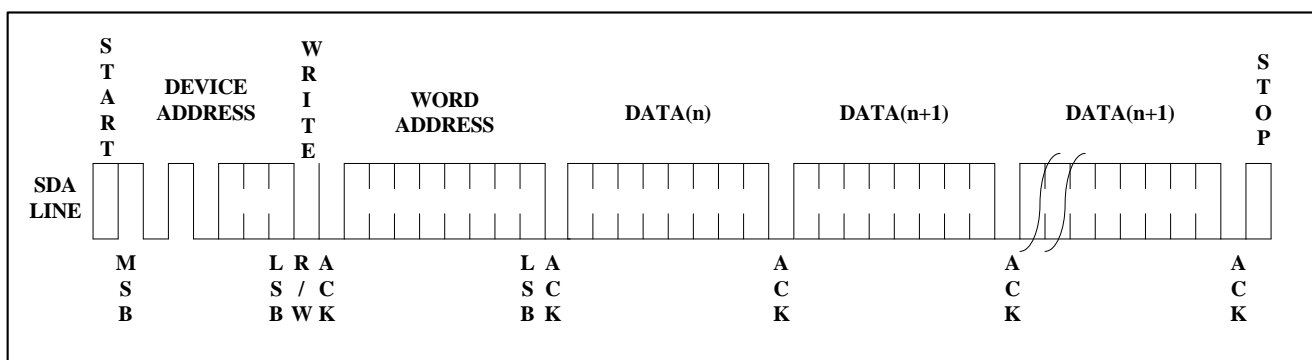 START
DEVICE
ADDRESS
WRITE
WORD
ADDRESS
DATA(n)
DATA(n+1)
DATA(n+1)
STOP
SDA
LINE
MSB
LSB
R/W
ACK
LSB
ACK
ACK
ACK
ACK